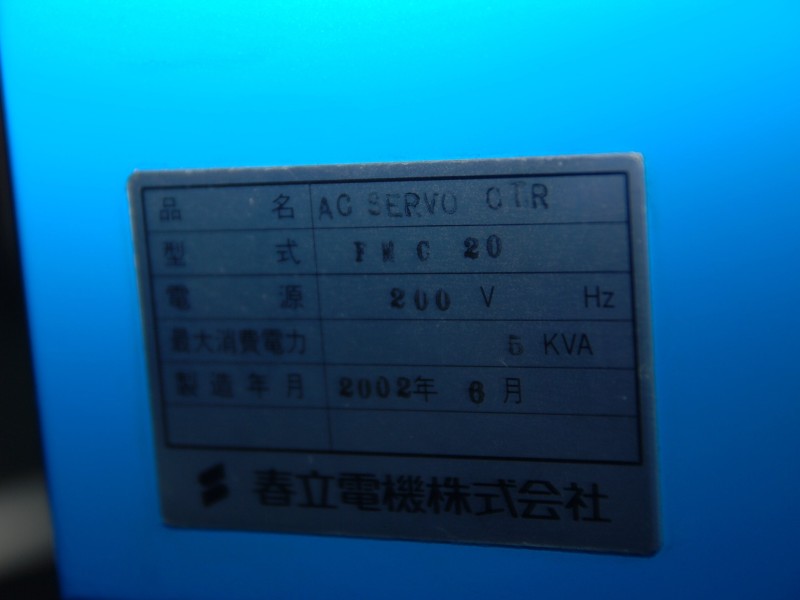 品名 AC SERVO CTR
型式 FMC 20
電源 200 V Hz
最大消費電力 5 KVA
製造年月 2002年 6月
春立電機株式会社